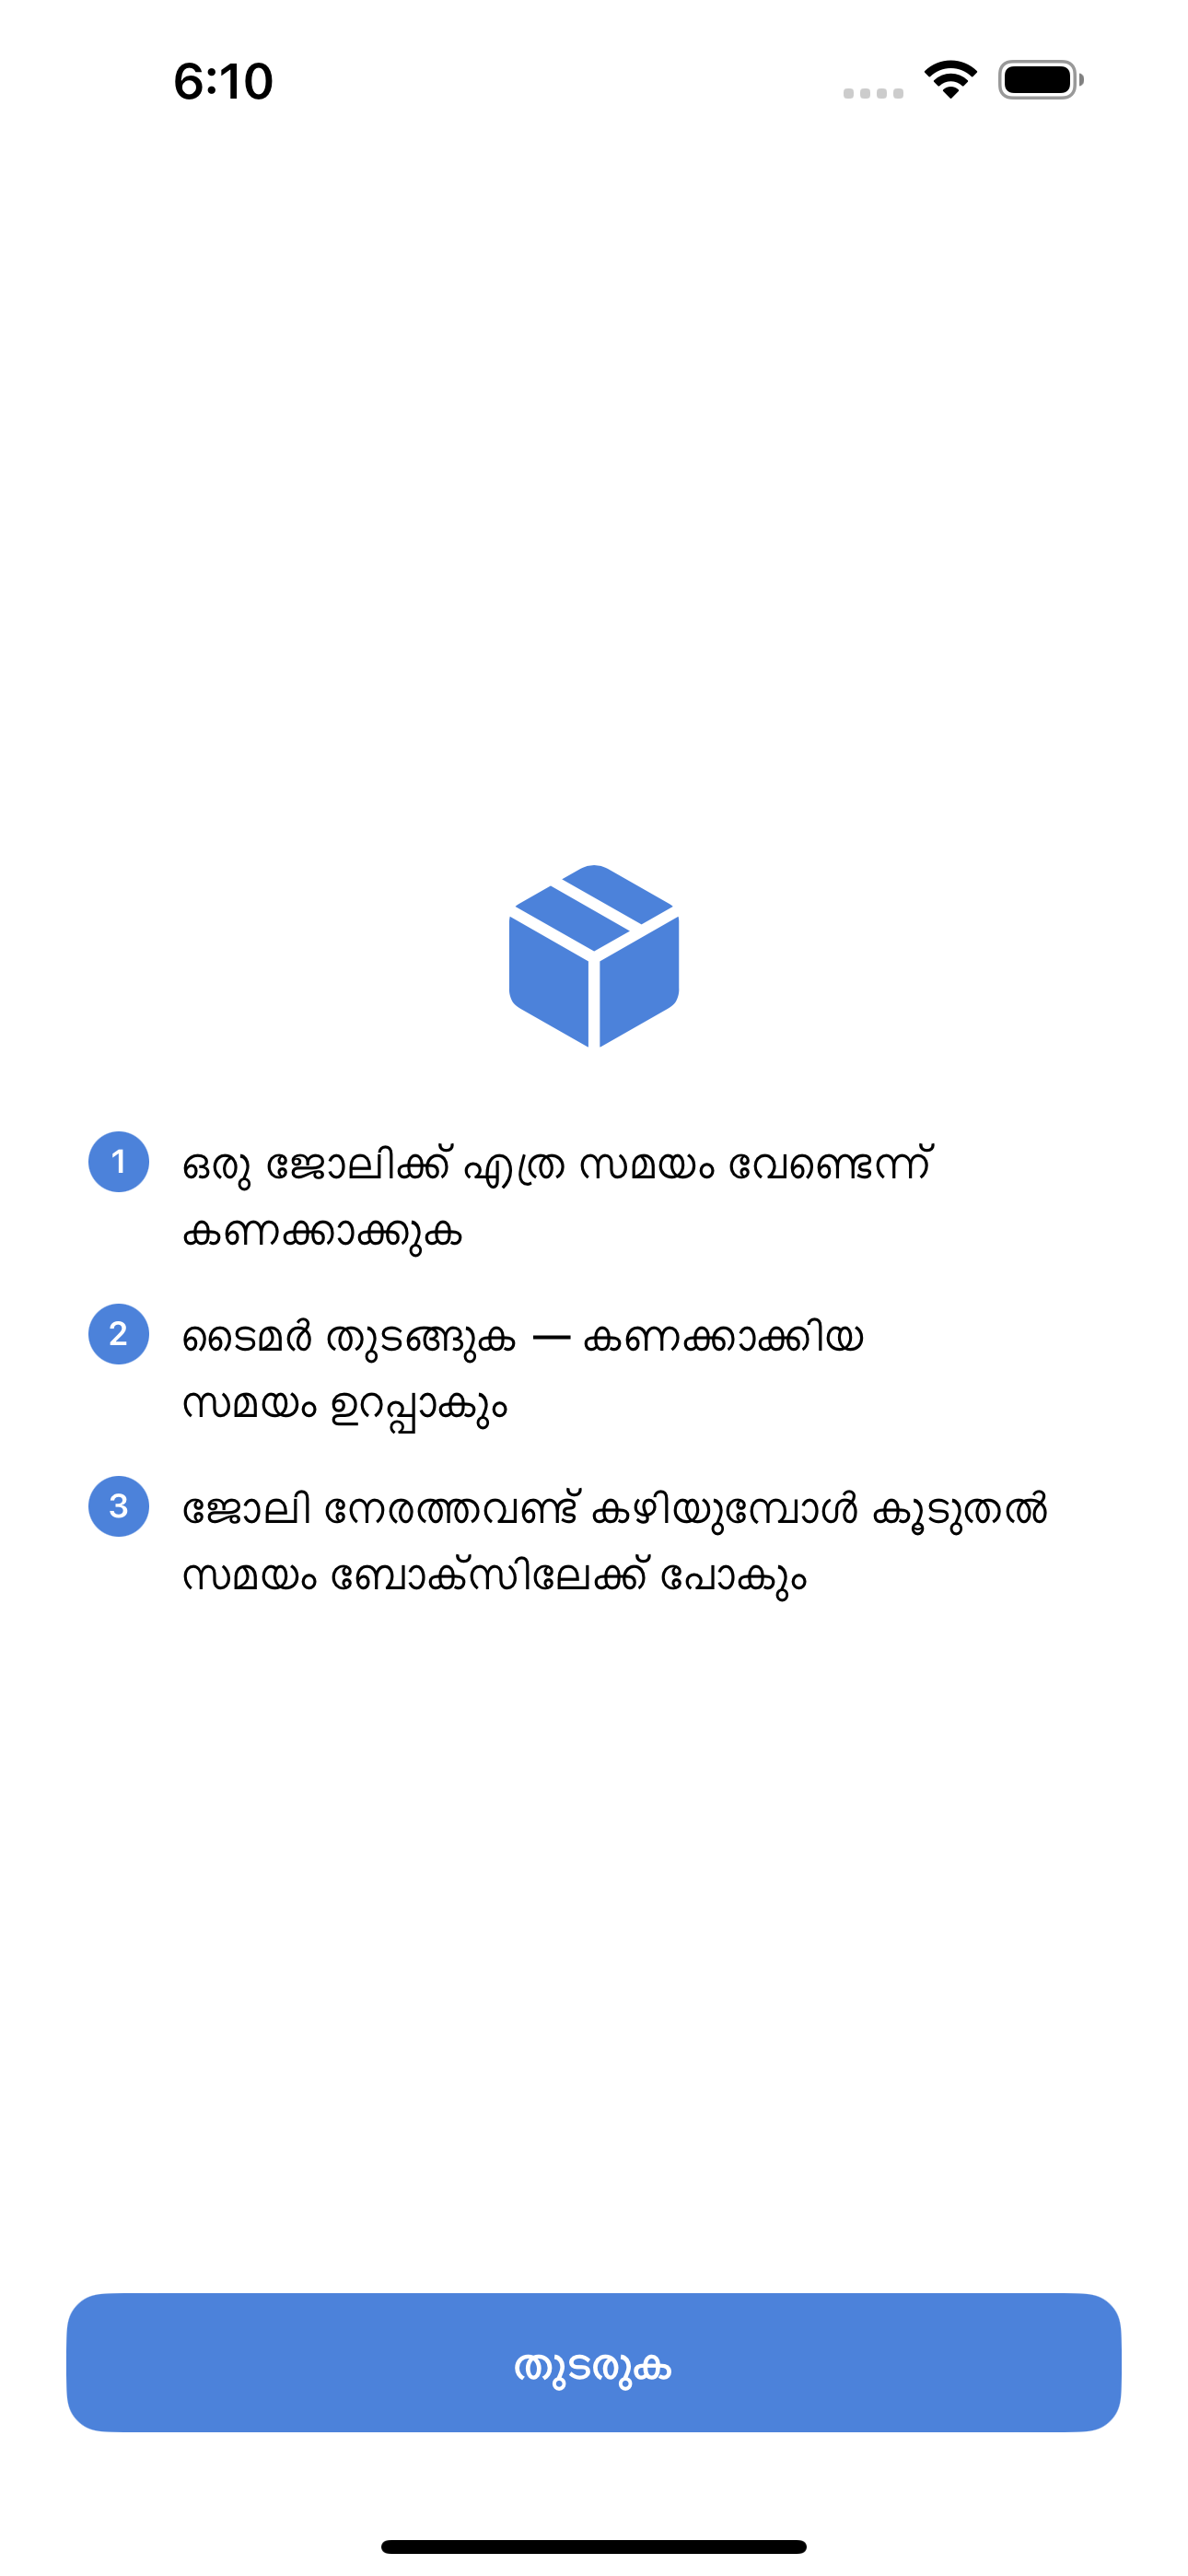 6:10
1 ഒരു ജോലിക്ക് എത്ര സമയം വേണ്ടെന്ന്
കണക്കാക്കുക
2 ടൈമർ തുടങ്ങുക — കണക്കാക്കിയ
സമയം ഉറപ്പാകും
3 ജോലി നേരത്തവണ്ട് കഴിയുമ്പോൾ കൂടുതൽ
സമയം ബോക്സിലേക്ക് പോകും
തുടരുക